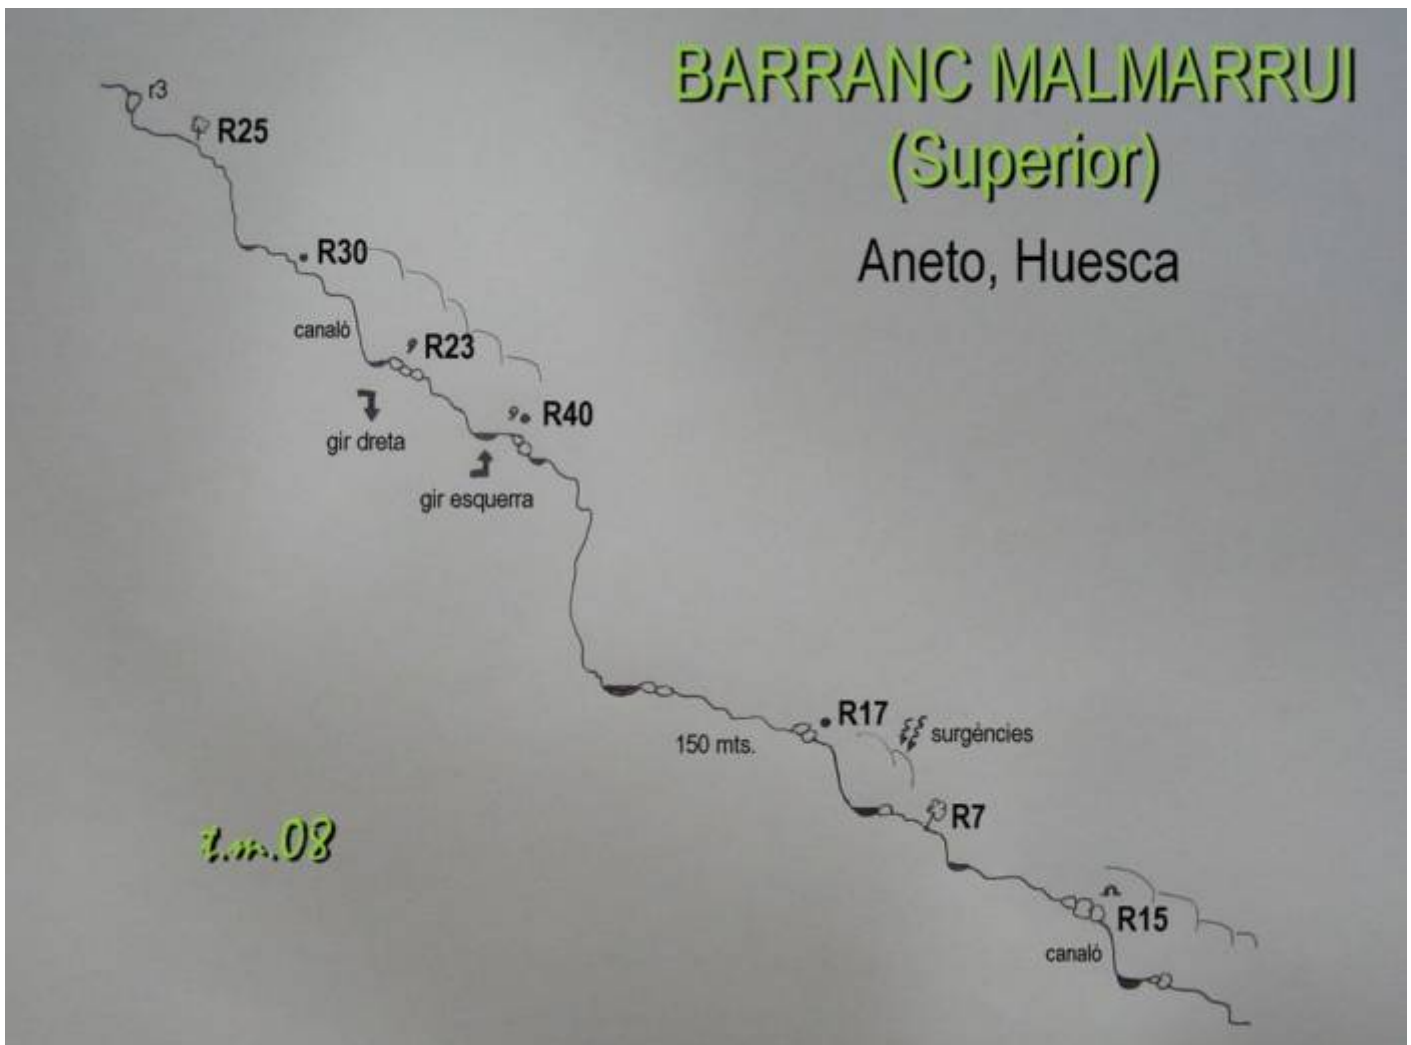 BARRANC MALMARRUI
(Superior)
Aneto, Huesca
r3
R25
R30
canaló
R23
gir dreta
R40
gir esquerra
R17
surgéncies
150 mts.
R7
z.m.08
R15
canaló